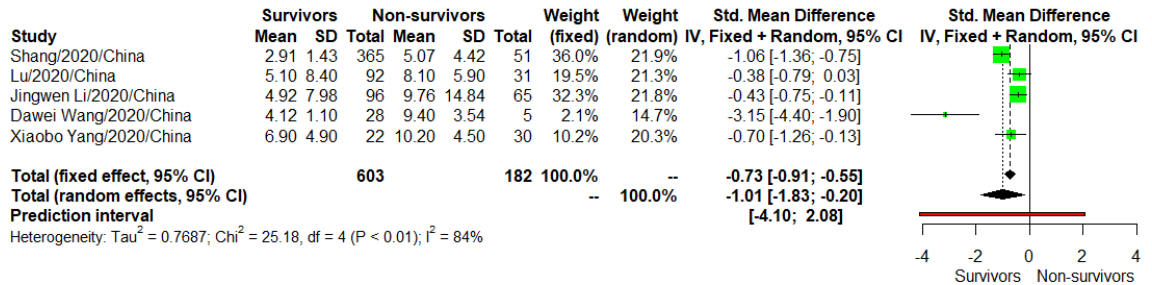 Survivors Non-survivors Weight Weight Std. Mean Difference Std. Mean Difference
Study Mean SD Total Mean SD Total (fixed) (random) IV, Fixed + Random, 95% CI IV, Fixed + Random, 95% CI
Shang/2020/China 2.91 1.43 365 5.07 4.42 51 36.0% 21.9% -1.06 [-1.36; -0.75]
Lu/2020/China 5.10 8.40 92 8.10 5.90 31 19.5% 21.3% -0.38 [-0.79; 0.03]
Jingwen Li/2020/China 4.92 7.98 96 9.76 14.84 65 32.3% 21.8% -0.43 [-0.75; -0.11]
Dawei Wang/2020/China 4.12 1.10 28 9.40 3.54 5 2.1% 14.7% -3.15 [-4.40; -1.90]
Xiaobo Yang/2020/China 6.90 4.90 22 10.20 4.50 30 10.2% 20.3% -0.70 [-1.26; -0.13]
Total (fixed effect, 95% CI) 603 182 100.0% -- -0.73 [-0.91; -0.55]
Total (random effects, 95% CI) -- 100.0% -1.01 [-1.83; -0.20]
Prediction interval [-4.10; 2.08]
Heterogeneity: Tau² = 0.7687; Chi² = 25.18, df = 4 (P < 0.01); I² = 84%
-4 -2 0 2 4
Survivors Non-survivors